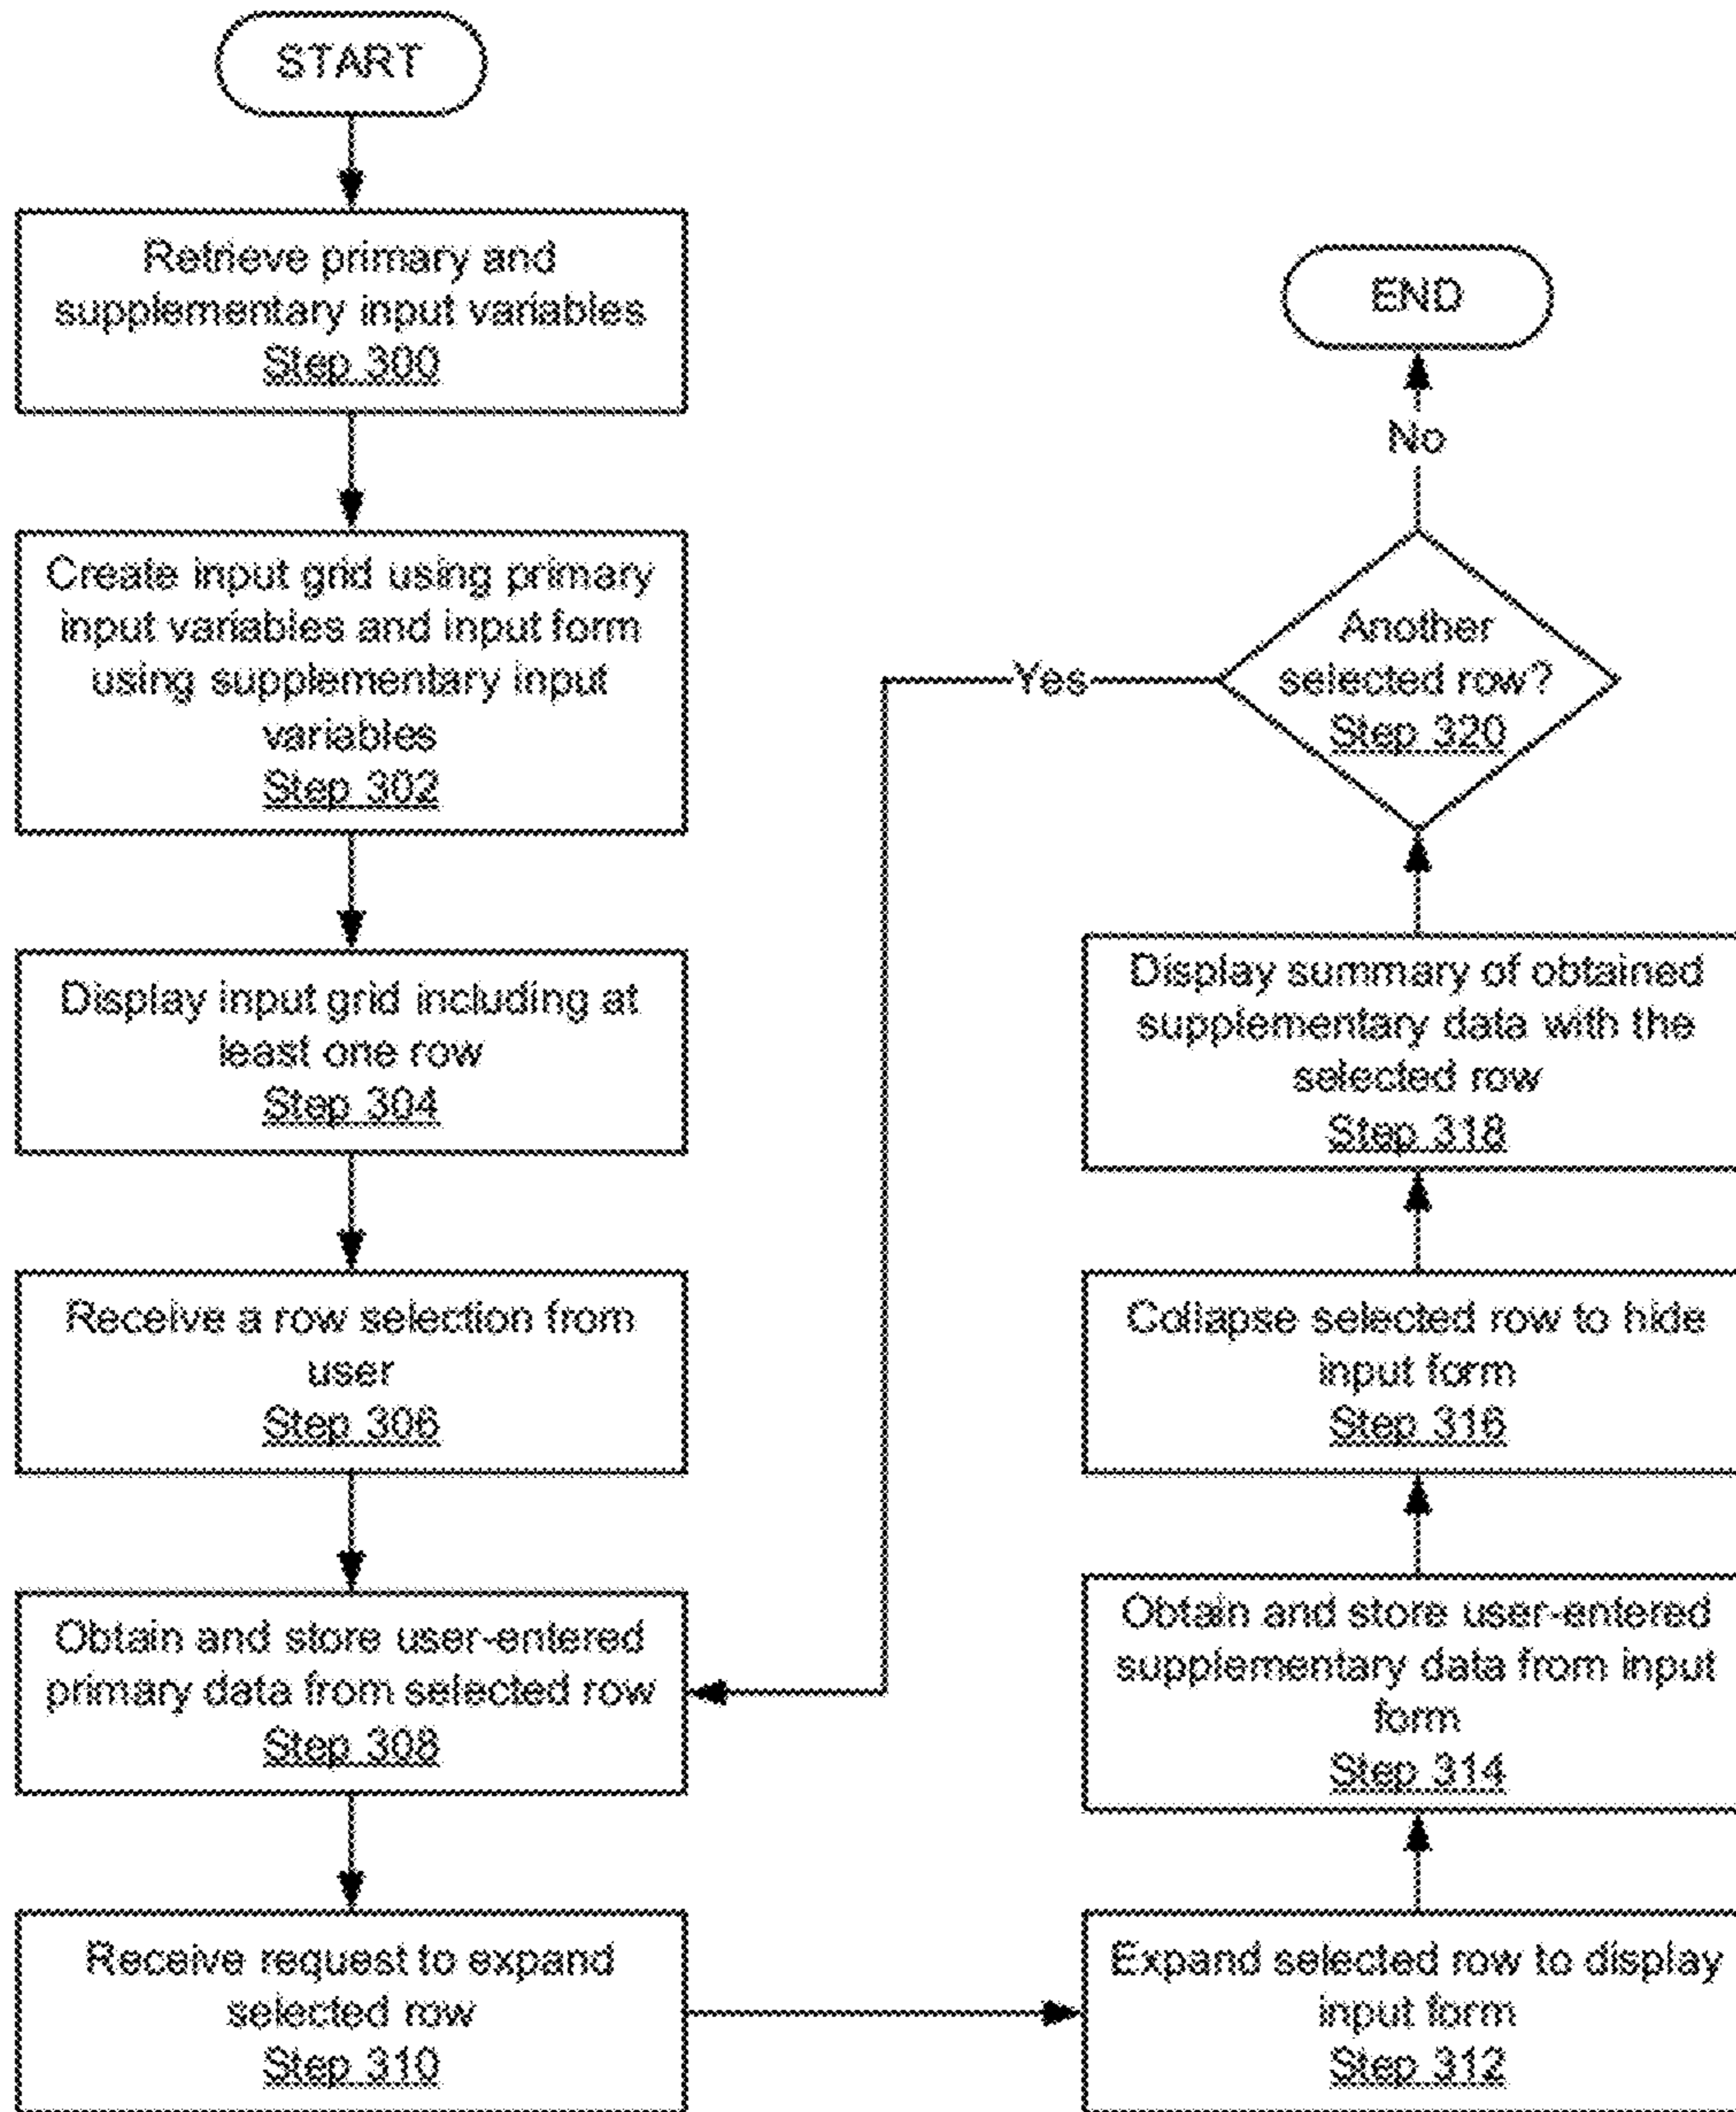 START
Retrieve primary and
supplementary input variables
Step 300
Create input grid using primary
input variables and input form
using supplementary input
variables
Step 302
Display input grid including at
least one row
Step 304
Receive a row selection from
user
Step 306
Obtain and store user-entered
primary data from selected row
Step 308
Receive request to expand
selected row
Step 310
Expand selected row to display
input form
Step 312
Obtain and store user-entered
supplementary data from input
form
Step 314
Collapse selected row to hide
input form
Step 316
Display summary of obtained
supplementary data with the
selected row
Step 318
Another
selected row?
Step 320
Yes
No
END